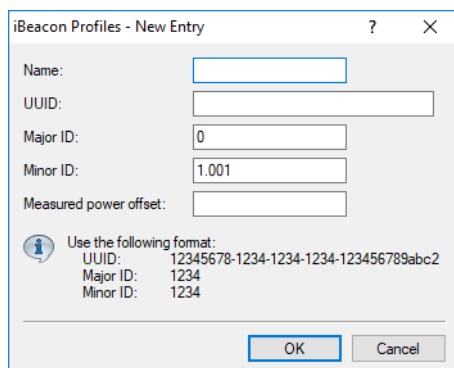 iBeacon Profiles - New Entry ? X
Name:
UUID:
Major ID: 0
Minor ID: 1.001
Measured power offset:
Use the following format:
UUID: 12345678-1234-1234-1234-123456789abc2
Major ID: 1234
Minor ID: 1234
OK Cancel